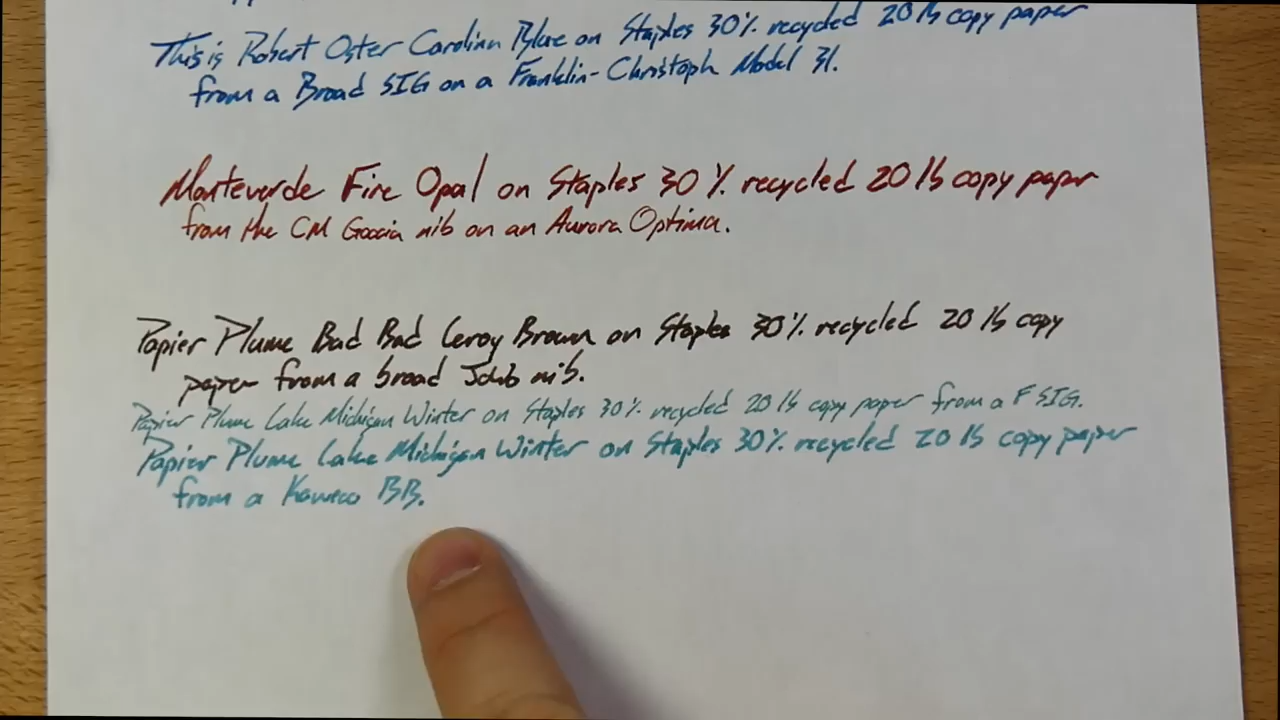 This is Robert Oster Carolina Blue on Staples 30% recycled 20 lb copy paper
from a Broad SIG on a Franklin-Christoph Model 31.
Monteverde Fire Opal on Staples 30% recycled 20 lb copy paper
from the CM Goccia nib on an Aurora Optima.
Papier Plume Bad Bad Leroy Brown on Staples 30% recycled 20 lb copy
paper from a broad nib.
Papier Plume Lake Michigan Winter on Staples 30% recycled 20 lb copy paper from a F SIG.
Papier Plume Lake Michigan Winter on Staples 30% recycled 20 lb copy paper
from a Kaweco BB.